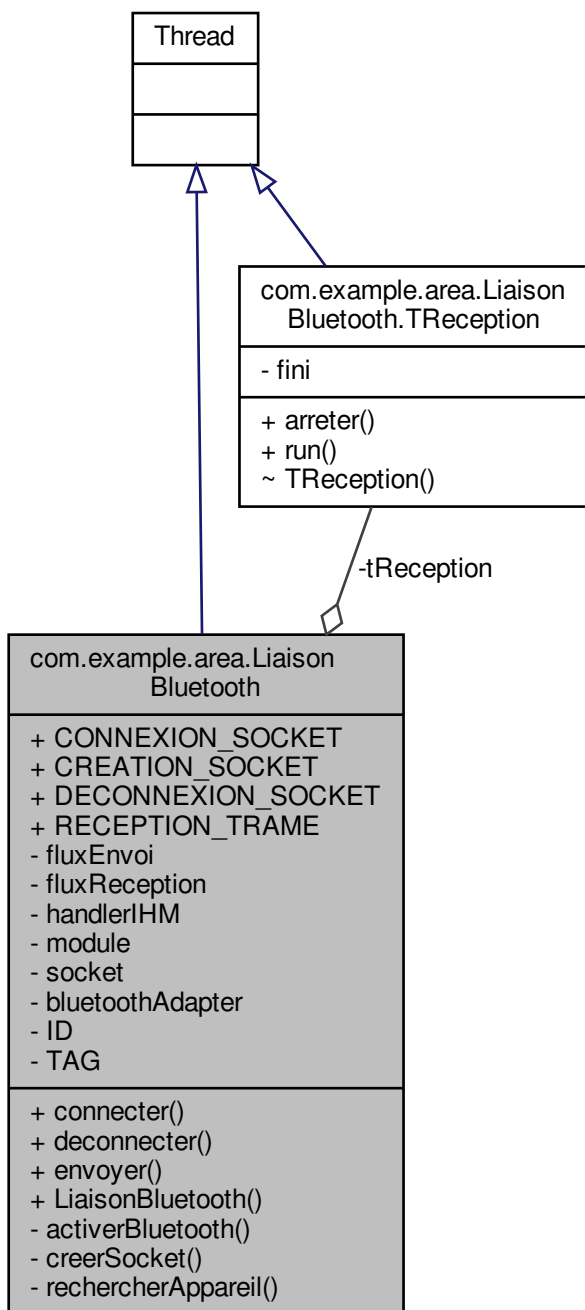 Thread
com.example.area.Liaison
Bluetooth.TReception
- fini
+ arreter()
+ run()
~ TReception()
-tReception
com.example.area.Liaison
Bluetooth
+ CONNEXION_SOCKET
+ CREATION_SOCKET
+ DECONNEXION_SOCKET
+ RECEPTION_TRAME
- fluxEnvoi
- fluxReception
- handlerIHM
- module
- socket
- bluetoothAdapter
- ID
- TAG
+ connecter()
+ deconnecter()
+ envoyer()
+ LiaisonBluetooth()
- activerBluetooth()
- creerSocket()
- rechercherAppareil()